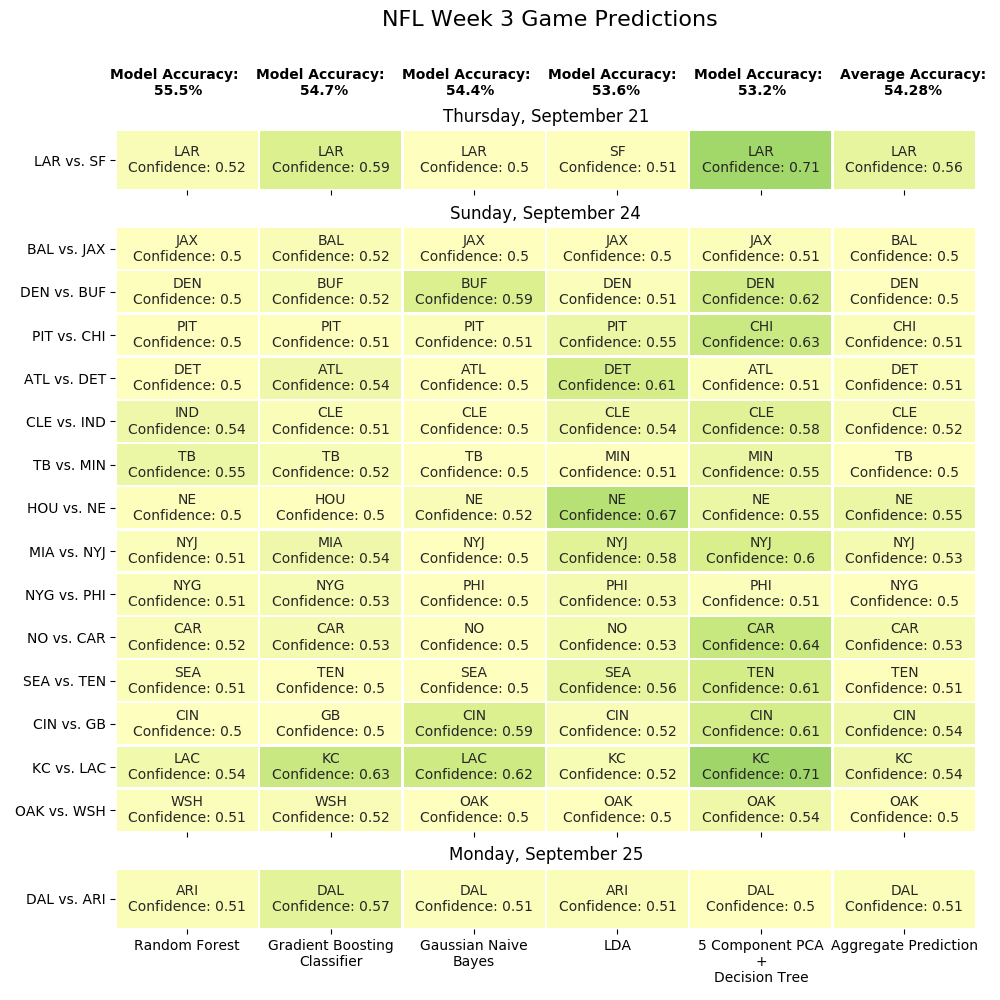 NFL Week 3 Game Predictions
Model Accuracy: Model Accuracy: Model Accuracy: Model Accuracy: Model Accuracy: Average Accuracy:
55.5% 54.7% 54.4% 53.6% 53.2% 54.28%
Thursday, September 21
LAR LAR LAR SF LAR LAR
LAR vs. SF
Confidence: 0.52 Confidence: 0.59 Confidence: 0.5 Confidence: 0.51 Confidence: 0.71 Confidence: 0.56
Sunday, September 24
JAX BAL JAX JAX JAX BAL
BAL vs. JAX
Confidence: 0.5 Confidence: 0.52 Confidence: 0.5 Confidence: 0.5 Confidence: 0.51 Confidence: 0.5
DEN BUF BUF DEN DEN DEN
DEN vs. BUF
Confidence: 0.5 Confidence: 0.52 Confidence: 0.59 Confidence: 0.51 Confidence: 0.62 Confidence: 0.5
PIT PIT PIT PIT CHI CHI
PIT vs. CHI
Confidence: 0.5 Confidence: 0.51 Confidence: 0.51 Confidence: 0.55 Confidence: 0.63 Confidence: 0.51
DET ATL ATL DET ATL DET
ATL vs. DET
Confidence: 0.5 Confidence: 0.54 Confidence: 0.5 Confidence: 0.61 Confidence: 0.51 Confidence: 0.51
IND CLE CLE CLE CLE CLE
CLE vs. IND
Confidence: 0.54 Confidence: 0.51 Confidence: 0.5 Confidence: 0.54 Confidence: 0.58 Confidence: 0.52
TB TB TB MIN MIN TB
TB vs. MIN
Confidence: 0.55 Confidence: 0.52 Confidence: 0.5 Confidence: 0.51 Confidence: 0.55 Confidence: 0.5
NE HOU NE NE NE NE
HOU vs. NE
Confidence: 0.5 Confidence: 0.5 Confidence: 0.52 Confidence: 0.67 Confidence: 0.55 Confidence: 0.55
NYJ MIA NYJ NYJ NYJ NYJ
MIA vs. NYJ
Confidence: 0.51 Confidence: 0.54 Confidence: 0.5 Confidence: 0.58 Confidence: 0.6 Confidence: 0.53
NYG NYG PHI PHI PHI NYG
NYG vs. PHI
Confidence: 0.51 Confidence: 0.53 Confidence: 0.5 Confidence: 0.53 Confidence: 0.51 Confidence: 0.5
CAR CAR NO NO CAR CAR
NO vs. CAR
Confidence: 0.52 Confidence: 0.53 Confidence: 0.5 Confidence: 0.53 Confidence: 0.64 Confidence: 0.53
SEA TEN SEA SEA TEN TEN
SEA vs. TEN
Confidence: 0.51 Confidence: 0.5 Confidence: 0.5 Confidence: 0.56 Confidence: 0.61 Confidence: 0.51
CIN GB CIN CIN CIN CIN
CIN vs. GB
Confidence: 0.5 Confidence: 0.5 Confidence: 0.59 Confidence: 0.52 Confidence: 0.61 Confidence: 0.54
LAC KC LAC KC KC KC
KC vs. LAC
Confidence: 0.54 Confidence: 0.63 Confidence: 0.62 Confidence: 0.52 Confidence: 0.71 Confidence: 0.54
WSH WSH OAK OAK OAK OAK
OAK vs. WSH
Confidence: 0.51 Confidence: 0.52 Confidence: 0.5 Confidence: 0.5 Confidence: 0.54 Confidence: 0.5
Monday, September 25
ARI DAL DAL ARI DAL DAL
DAL vs. ARI
Confidence: 0.51 Confidence: 0.57 Confidence: 0.51 Confidence: 0.51 Confidence: 0.5 Confidence: 0.51
Random Forest Gradient Boosting Gaussian Naive LDA 5 Component PCA Aggregate Prediction
Classifier Bayes +
Decision Tree